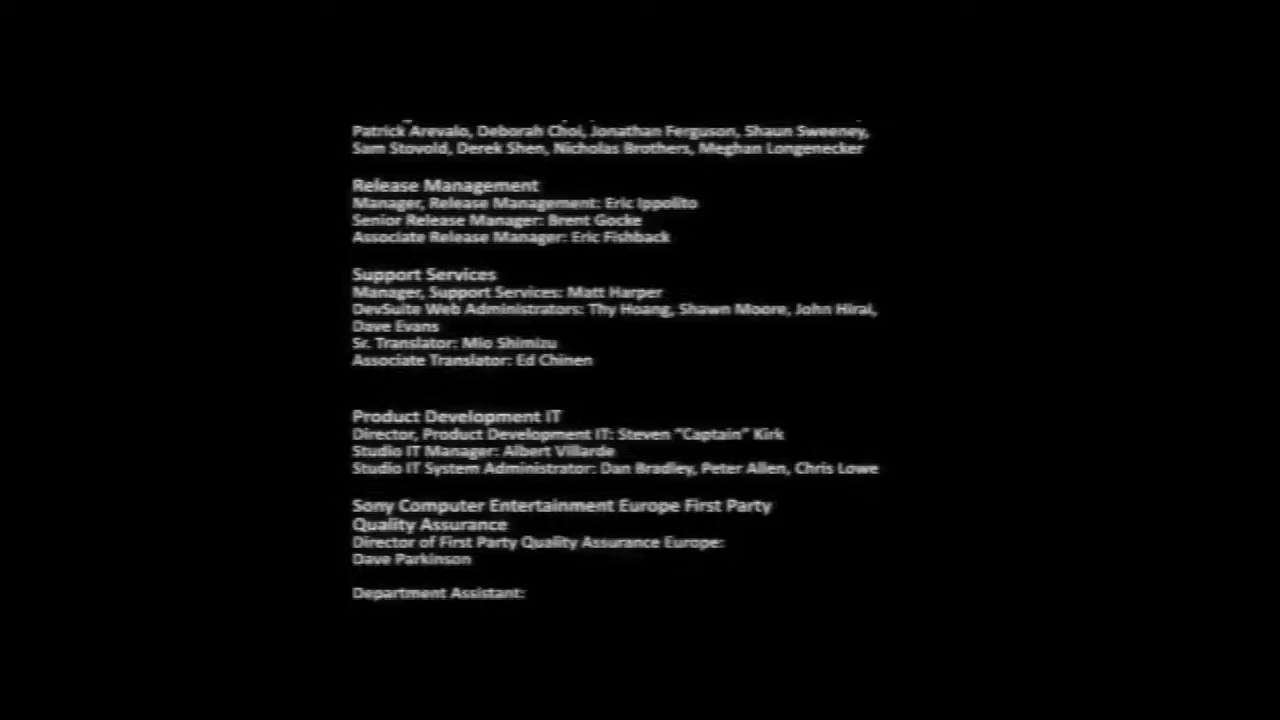 Patrick Arevalo, Deborah Choi, Jonathan Ferguson, Shaun Sweeney,
Sam Stovold, Derek Shen, Nicholas Brothers, Meghan Longenecker
Release Management
Manager, Release Management: Eric Ippolito
Senior Release Manager: Brent Gocke
Associate Release Manager: Eric Fishback
Support Services
Manager, Support Services: Matt Harper
DevSuite Web Administrators: Thy Hoang, Shawn Moore, John Hirai,
Dave Evans
Sr. Translator: Mio Shimizu
Associate Translator: Ed Chinen
Product Development IT
Director, Product Development IT: Steven “Captain” Kirk
Studio IT Manager: Albert Villarde
Studio IT System Administrator: Dan Bradley, Peter Allen, Chris Lowe
Sony Computer Entertainment Europe First Party
Quality Assurance
Director of First Party Quality Assurance Europe:
Dave Parkinson
Department Assistant: